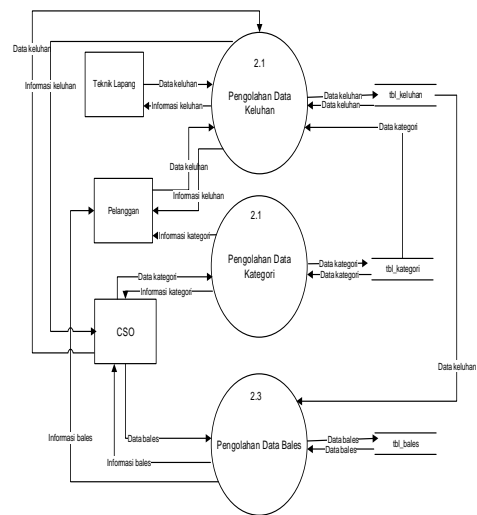 Data keluhan
2.1
Teknik Lapang
Data keluhan
Informasi keluhan
Informasi keluhan
Pengolahan Data
Keluhan
Data keluhan
Data keluhan
tbl_keluhan
Data kategori
Data keluhan
Informasi keluhan
Pelanggan
Informasi kategori
2.1
Pengolahan Data
Kategori
Data kategori
Data kategori
tbl_kategori
Data kategori
Informasi kategori
CSO
Data keluhan
2.3
Pengolahan Data Bales
Informasi bales
Data bales
Informasi bales
Data bales
Data bales
tbl_bales